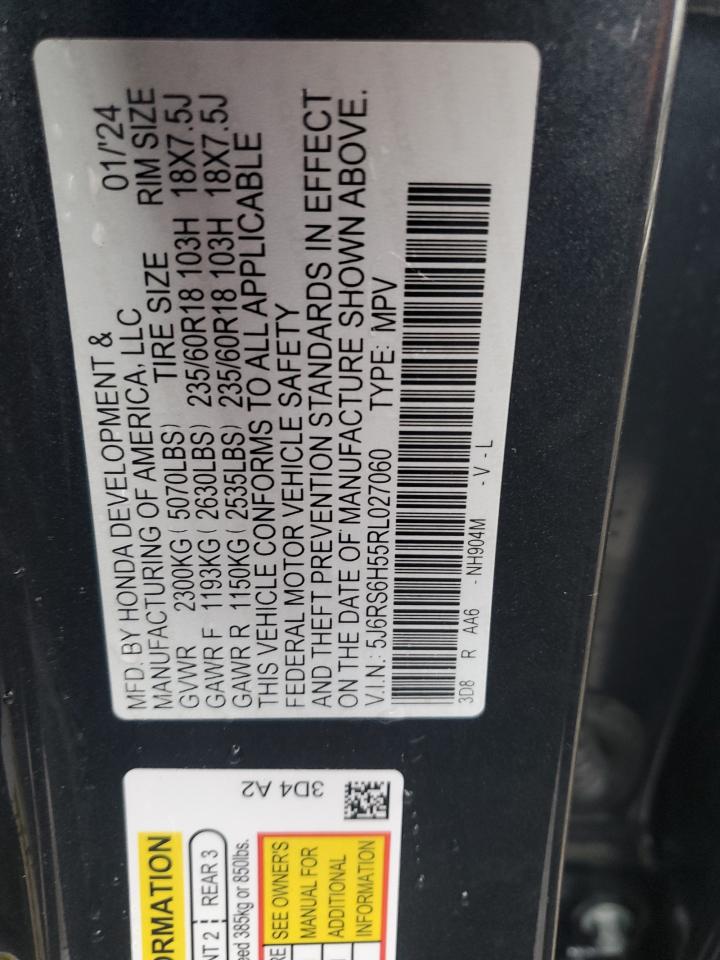 MFD. BY HONDA DEVELOPMENT & 01/'24
MANUFACTURING OF AMERICA, LLC
GVWR 2300KG ( 5070LBS) TIRE SIZE RIM SIZE
GAWR F 1193KG ( 2630LBS) 235/60R18 103H 18X7.5J
GAWR R 1150KG ( 2535LBS) 235/60R18 103H 18X7.5J
THIS VEHICLE CONFORMS TO ALL APPLICABLE
FEDERAL MOTOR VEHICLE SAFETY
AND THEFT PREVENTION STANDARDS IN EFFECT
ON THE DATE OF MANUFACTURE SHOWN ABOVE.
V.I.N.: 5J6RS6H55RL027060 TYPE: MPV
3D8 R AA6 - NH904M - V - L
3D4 A2
REAR 3
385kg or 850lbs.
SEE OWNER'S
MANUAL FOR
ADDITIONAL
INFORMATION